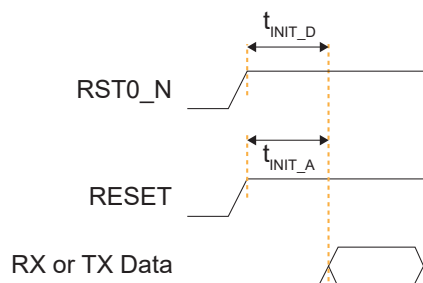 tINIT_D
RST0_N
tINIT_A
RESET
RX or TX Data